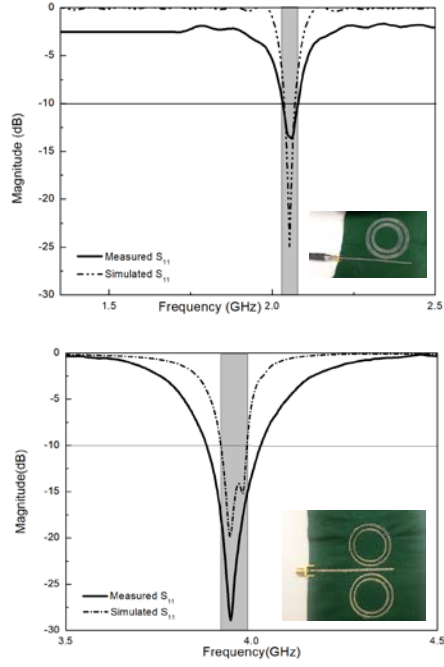 0
-5
-10
-15
-20
-25
-30
Magnitude (dB)
Measured S11
Simulated S11
1.5
2.0
2.5
Frequency (GHz)
0
-5
-10
-15
-20
-25
-30
Magnitude(dB)
Measured S11
Simulated S11
3.5
4.0
4.5
Frequency(GHz)